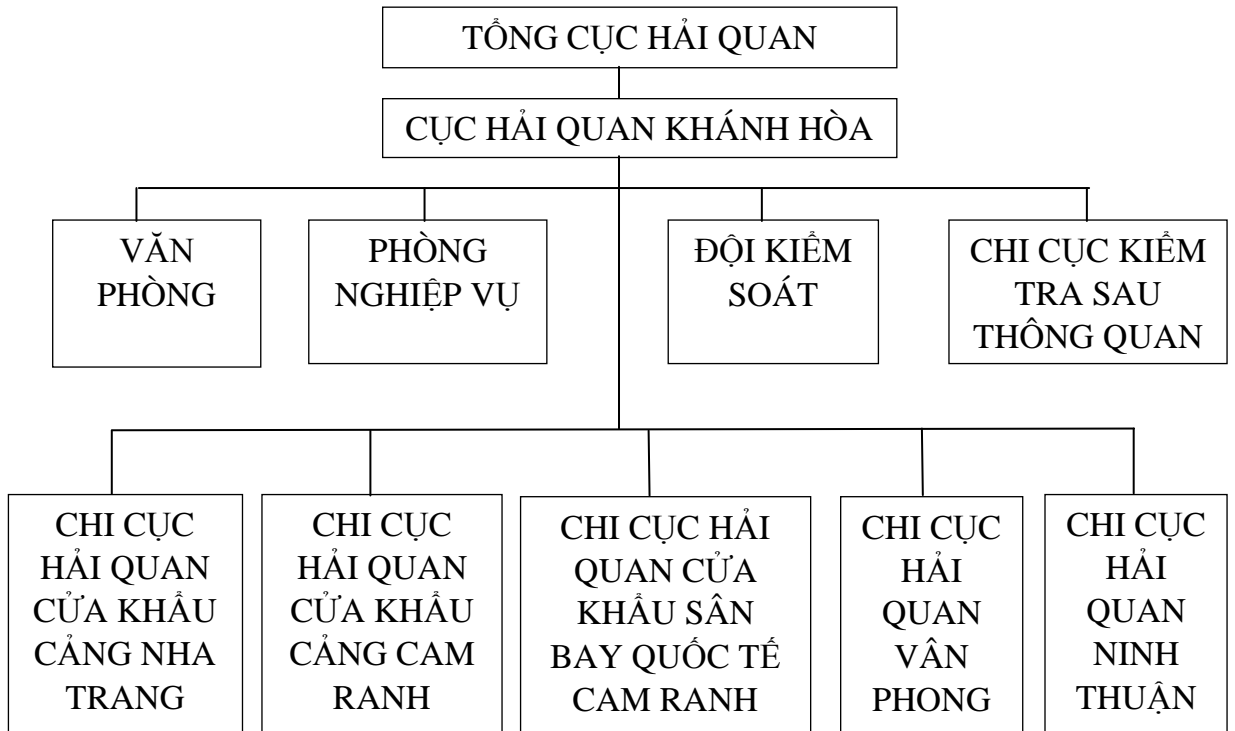 TỔNG CỤC HẢI QUAN
CỤC HẢI QUAN KHÁNH HÒA
VĂN
PHÒNG
PHÒNG
NGHIỆP VỤ
ĐỘI KIỂM
SOÁT
CHI CỤC KIỂM
TRA SAU
THÔNG QUAN
CHI CỤC
HẢI QUAN
CỬA KHẨU
CẢNG NHA
TRANG
CHI CỤC
HẢI QUAN
CỬA KHẨU
CẢNG CAM
RANH
CHI CỤC HẢI
QUAN CỬA
KHẨU SÂN
BAY QUỐC TẾ
CAM RANH
CHI CỤC
HẢI
QUAN
VÂN
PHONG
CHI CỤC
HẢI
QUAN
NINH
THUẬN